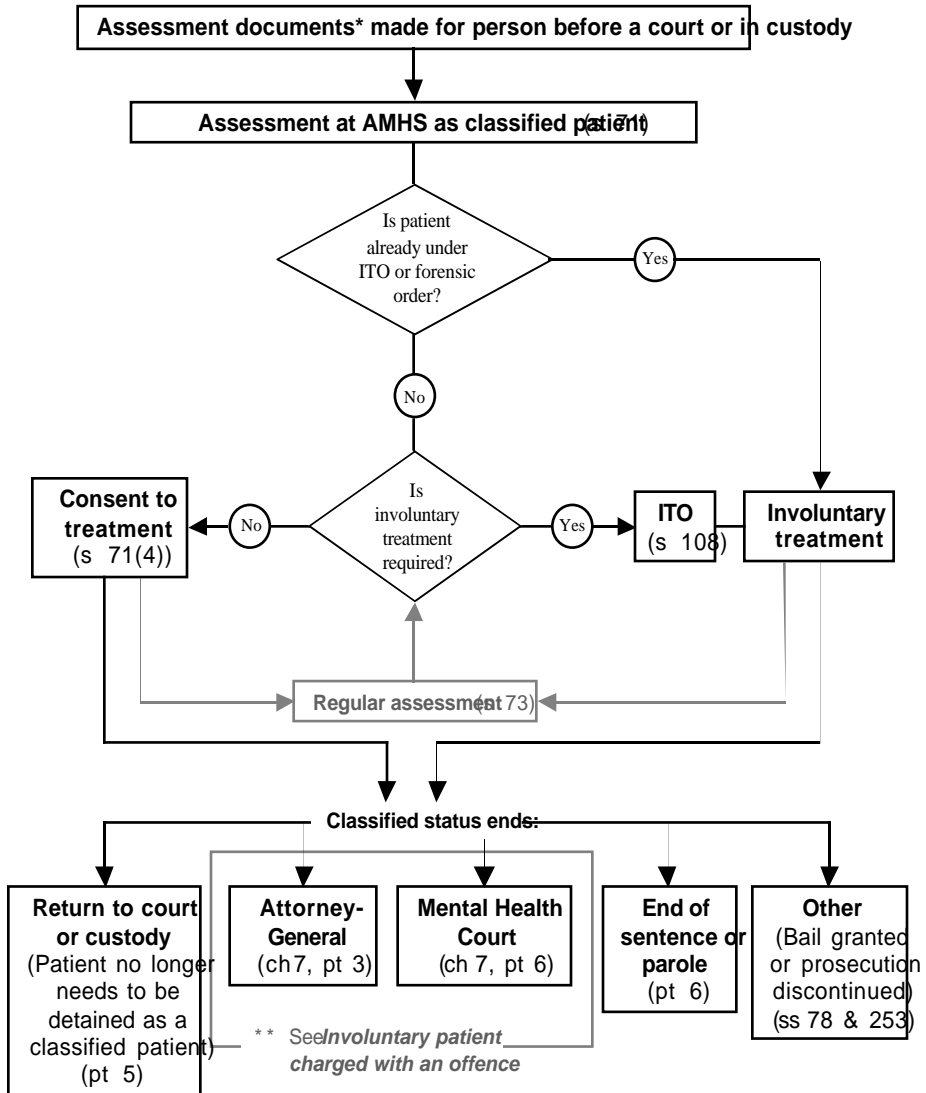 Assessment documents* made for person before a court or in custody
Assessment at AMHS as classified patient (s 71)
Is patient
already under
ITO or forensic
order?
Yes
No
Consent to
treatment
(s 71(4))
No
Is
involuntary
treatment
required?
Yes
ITO
(s 108)
Involuntary
treatment
Regular assessment (s 73)
Classified status ends:
Return to court
or custody
(Patient no longer
needs to be
detained as a
classified patient)
(pt 5)
Attorney-
General
(ch 7, pt 3)
Mental Health
Court
(ch 7, pt 6)
** See Involuntary patient
charged with an offence
End of
sentence or
parole
(pt 6)
Other
(Bail granted
or prosecution
discontinued)
(ss 78 & 253)